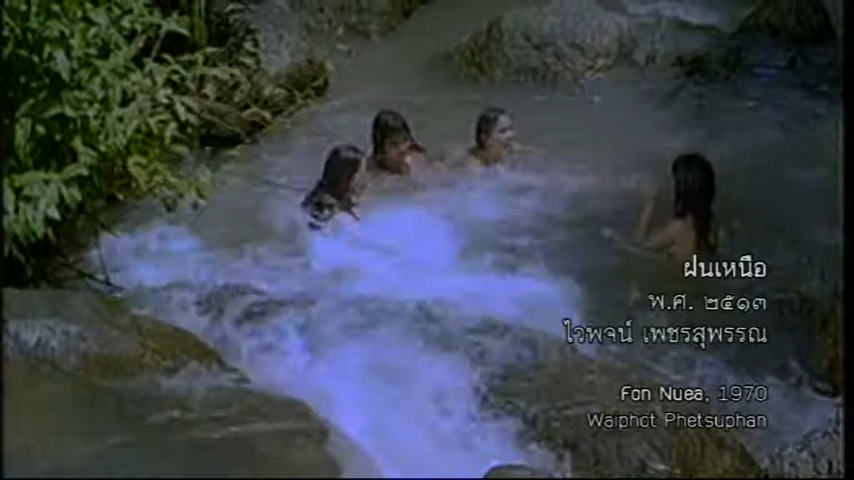 ฝนเหนือ
พ.ศ. ๒๕๑๓
ไวพจน์ เพชรสุพรรณ
Fon Nuea, 1970
Waiphot Phetsuphan